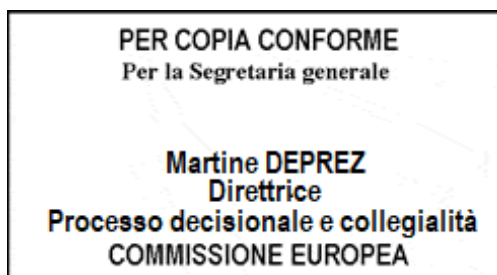 PER COPIA CONFORME
Per la Segretaria generale
Martine DEPREZ
Direttrice
Processo decisionale e collegialità
COMMISSIONE EUROPEA